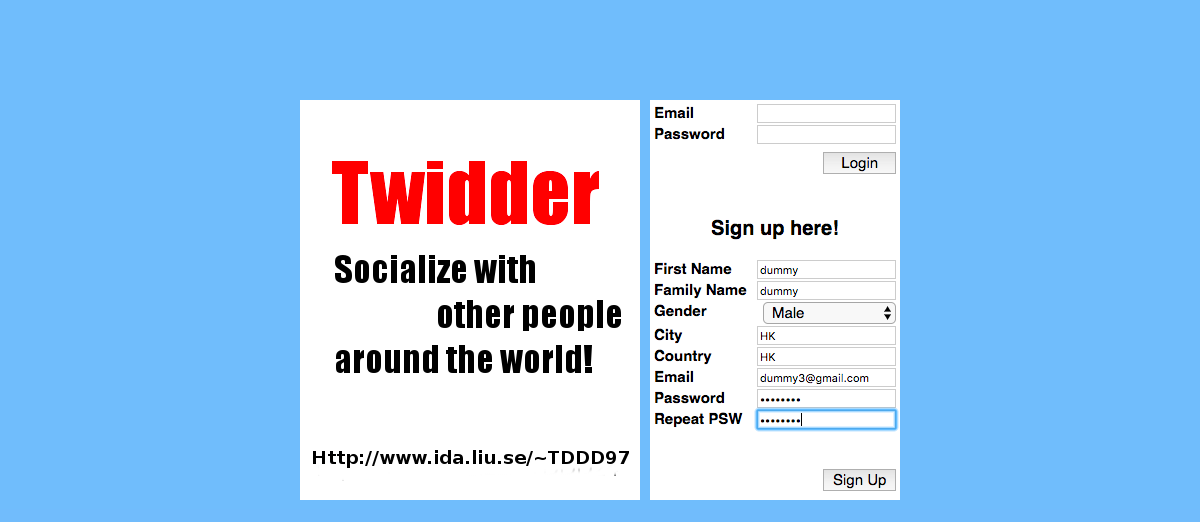 Twidder
Socialize with
other people
around the world!
Http://www.ida.liu.se/~TDDD97
Email
Password
Login
Sign up here!
First Name dummy
Family Name dummy
Gender Male
City HK
Country HK
Email dummy3@gmail.com
Password ••••••••
Repeat PSW ••••••••
Sign Up